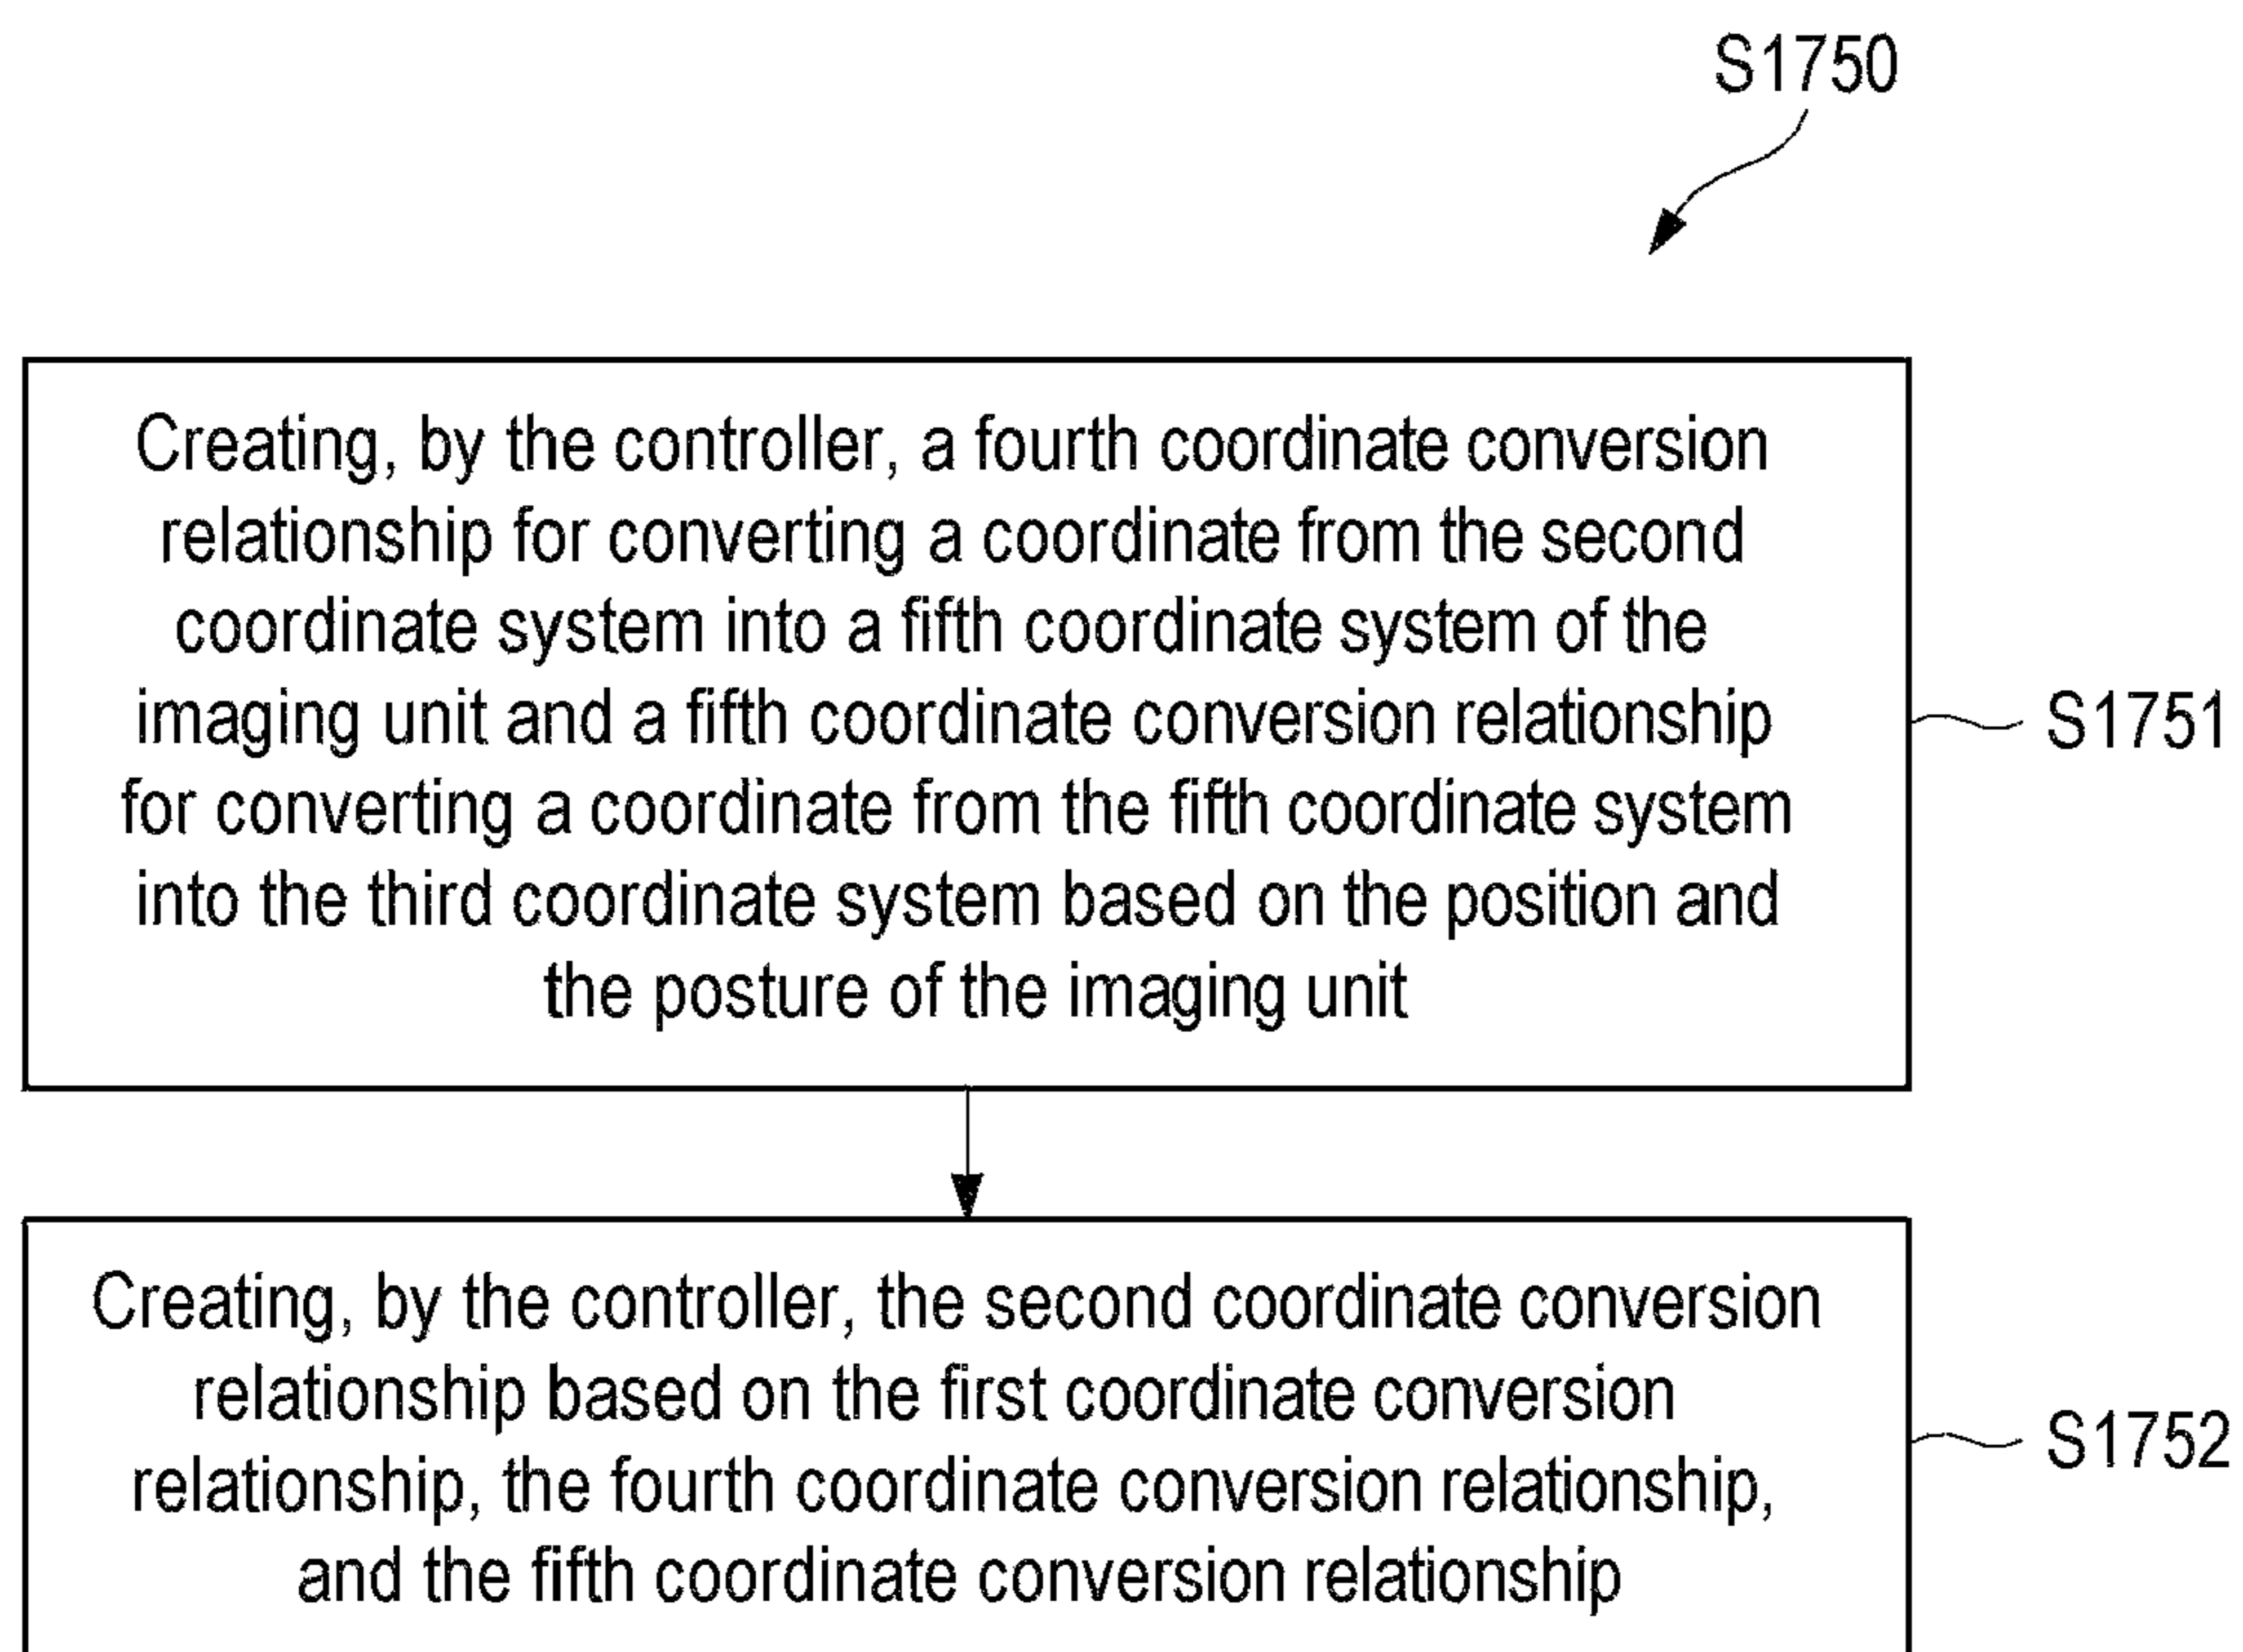 S1750
Creating, by the controller, a fourth coordinate conversion
relationship for converting a coordinate from the second
coordinate system into a fifth coordinate system of the
imaging unit and a fifth coordinate conversion relationship
for converting a coordinate from the fifth coordinate system
into the third coordinate system based on the position and
the posture of the imaging unit
S1751
Creating, by the controller, the second coordinate conversion
relationship based on the first coordinate conversion
relationship, the fourth coordinate conversion relationship,
and the fifth coordinate conversion relationship
S1752